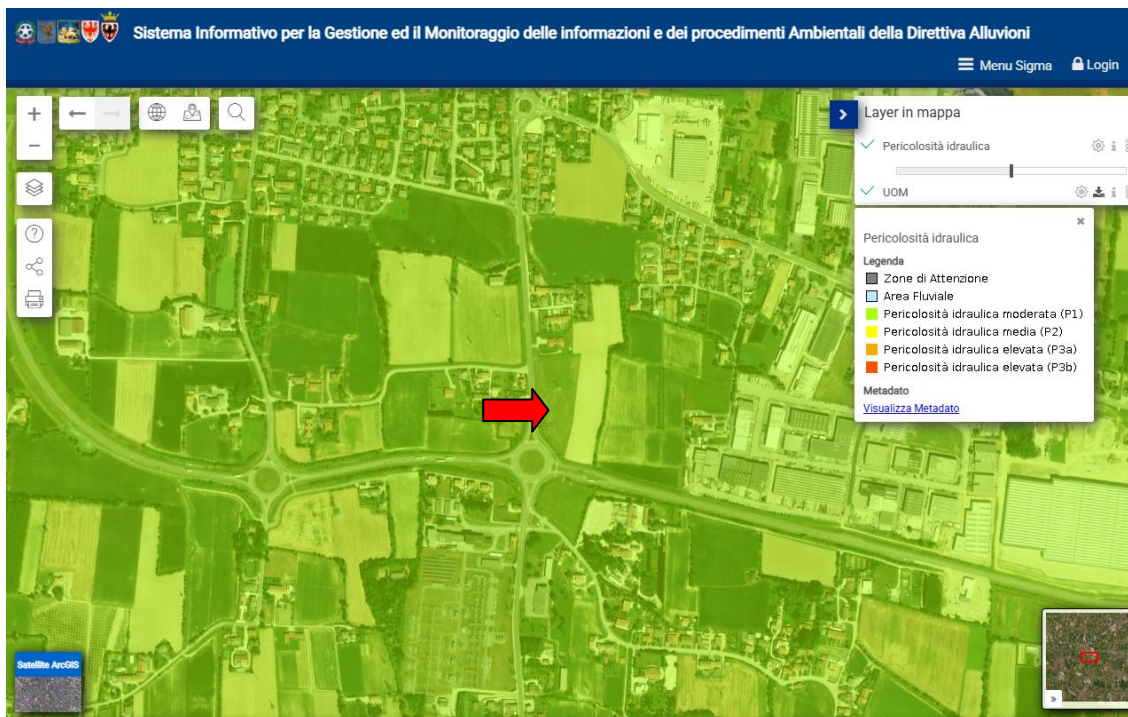 Sistema Informativo per la Gestione ed il Monitoraggio delle informazioni e dei procedimenti Ambientali della Direttiva Alluvioni
Menu Sigma Login
Layer in mappa
Pericolosità idraulica
UOM
Pericolosità idraulica
Legenda
Zone di Attenzione
Area Fluviale
Pericolosità idraulica moderata (P1)
Pericolosità idraulica media (P2)
Pericolosità idraulica elevata (P3a)
Pericolosità idraulica elevata (P3b)
Metadato
Visualizza Metadato
Satellite ArcGIS